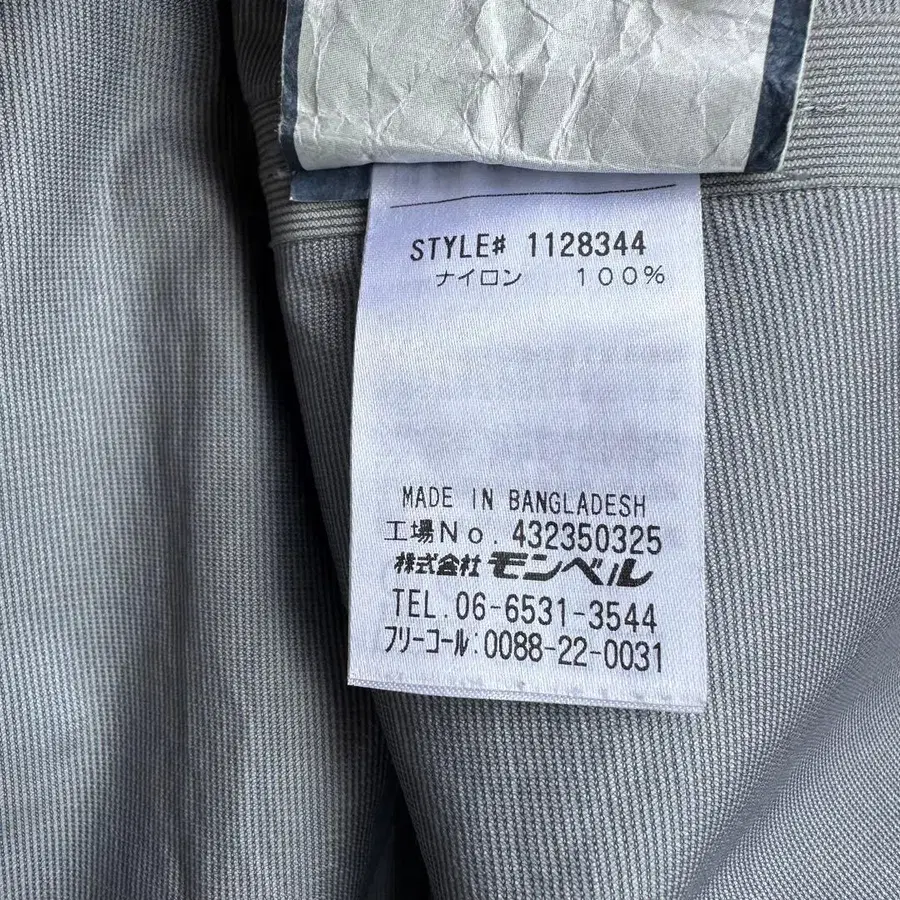 STYLE# 1128344
ナイロン 100%
MADE IN BANGLADESH
工場No. 432350325
株式会社 モンベル
TEL. 06-6531-3544
フリーコール:0088-22-0031